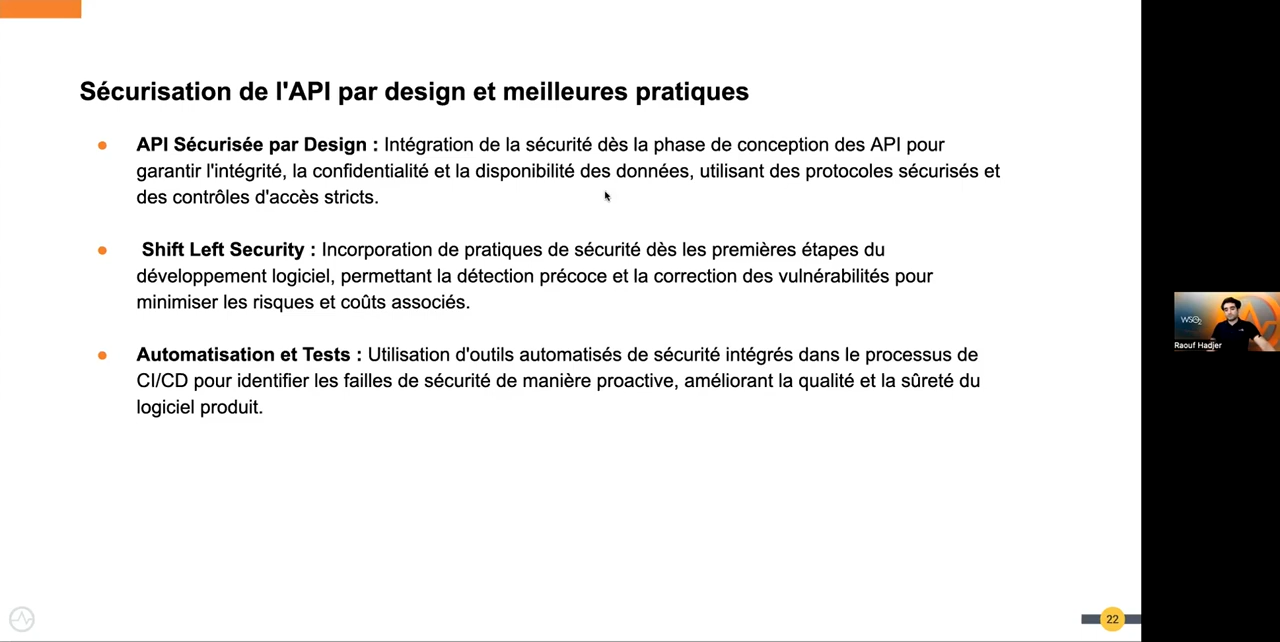 Sécurisation de l'API par design et meilleures pratiques
API Sécurisée par Design : Intégration de la sécurité dès la phase de conception des API pour
garantir l'intégrité, la confidentialité et la disponibilité des données, utilisant des protocoles sécurisés et
des contrôles d'accès stricts.
Shift Left Security : Incorporation de pratiques de sécurité dès les premières étapes du
développement logiciel, permettant la détection précoce et la correction des vulnérabilités pour
minimiser les risques et coûts associés.
Automatisation et Tests : Utilisation d'outils automatisés de sécurité intégrés dans le processus de
CI/CD pour identifier les failles de sécurité de manière proactive, améliorant la qualité et la sûreté du
logiciel produit.
WSO2
Raouf Hadjer
22